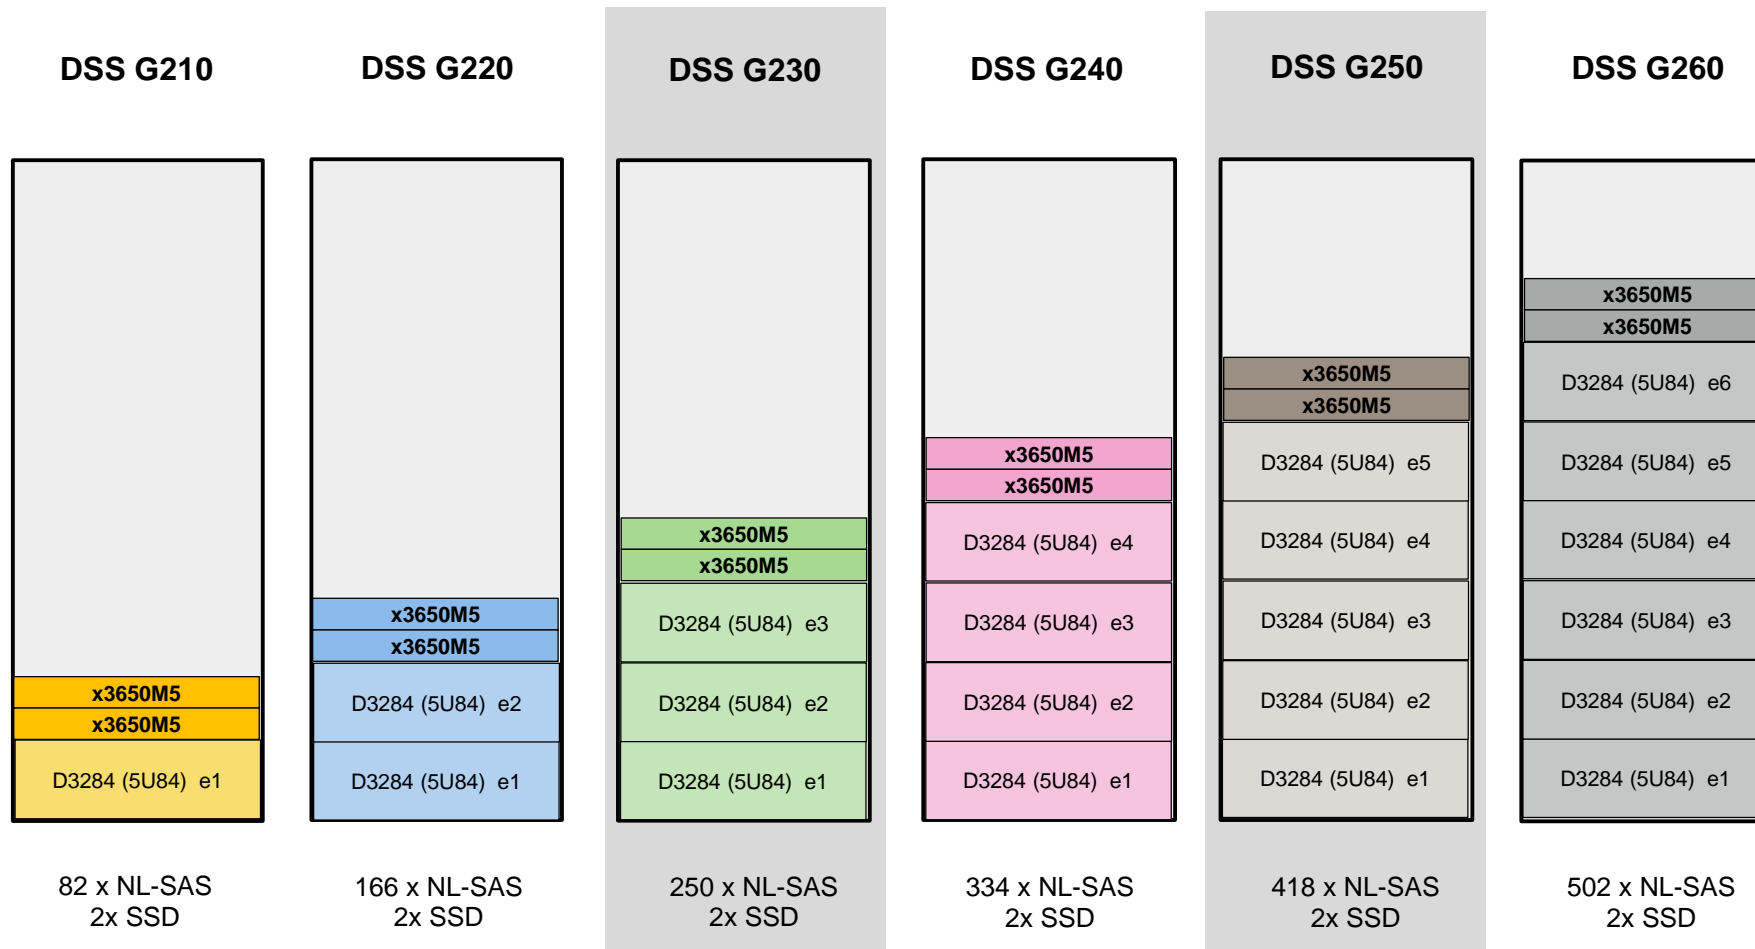 DSS G210
x3650M5
x3650M5
D3284 (5U84) e1
82 x NL-SAS
2x SSD
DSS G220
x3650M5
x3650M5
D3284 (5U84) e2
D3284 (5U84) e1
166 x NL-SAS
2x SSD
DSS G230
x3650M5
x3650M5
D3284 (5U84) e3
D3284 (5U84) e2
D3284 (5U84) e1
250 x NL-SAS
2x SSD
DSS G240
x3650M5
x3650M5
D3284 (5U84) e4
D3284 (5U84) e3
D3284 (5U84) e2
D3284 (5U84) e1
334 x NL-SAS
2x SSD
DSS G250
x3650M5
x3650M5
D3284 (5U84) e5
D3284 (5U84) e4
D3284 (5U84) e3
D3284 (5U84) e2
D3284 (5U84) e1
418 x NL-SAS
2x SSD
DSS G260
x3650M5
x3650M5
D3284 (5U84) e6
D3284 (5U84) e5
D3284 (5U84) e4
D3284 (5U84) e3
D3284 (5U84) e2
D3284 (5U84) e1
502 x NL-SAS
2x SSD